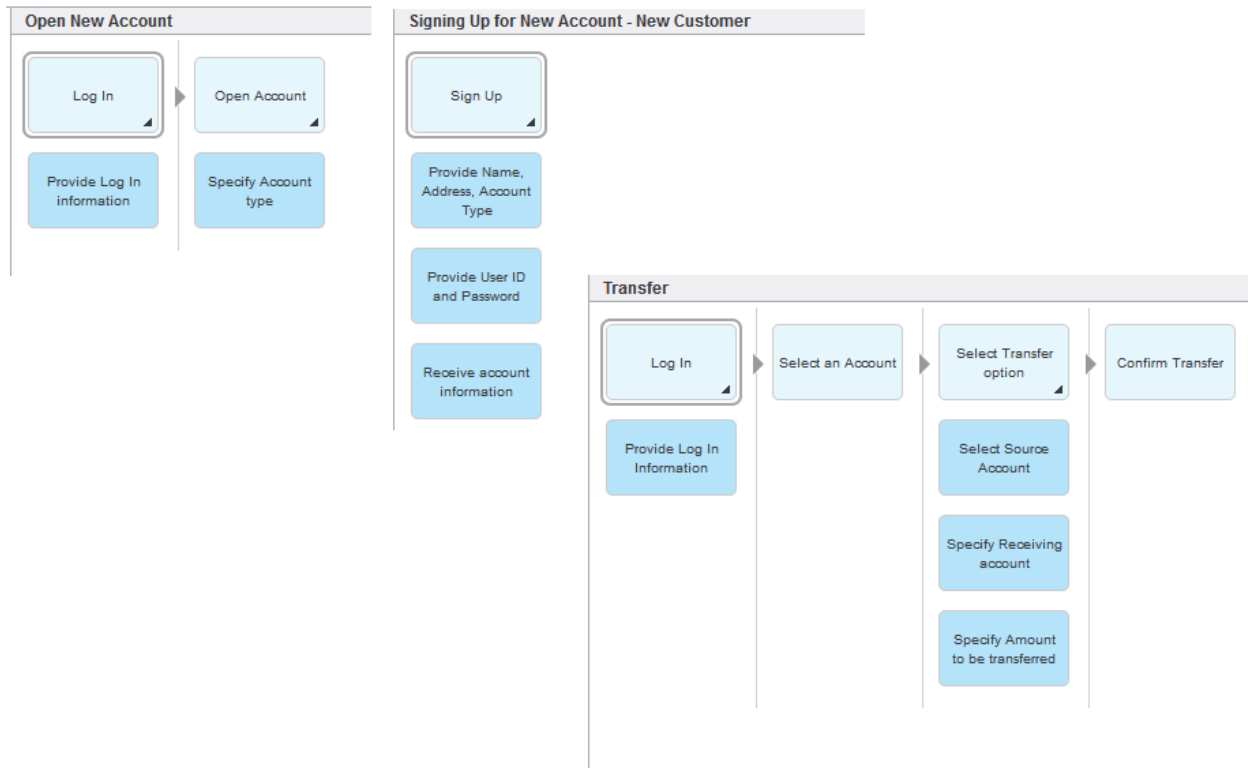 Open New Account
Log In
Open Account
Provide Log In
information
Specify Account
type
Signing Up for New Account - New Customer
Sign Up
Provide Name,
Address, Account
Type
Provide User ID
and Password
Receive account
information
Transfer
Log In
Select an Account
Select Transfer
option
Confirm Transfer
Provide Log In
Information
Select Source
Account
Specify Receiving
account
Specify Amount
to be transferred